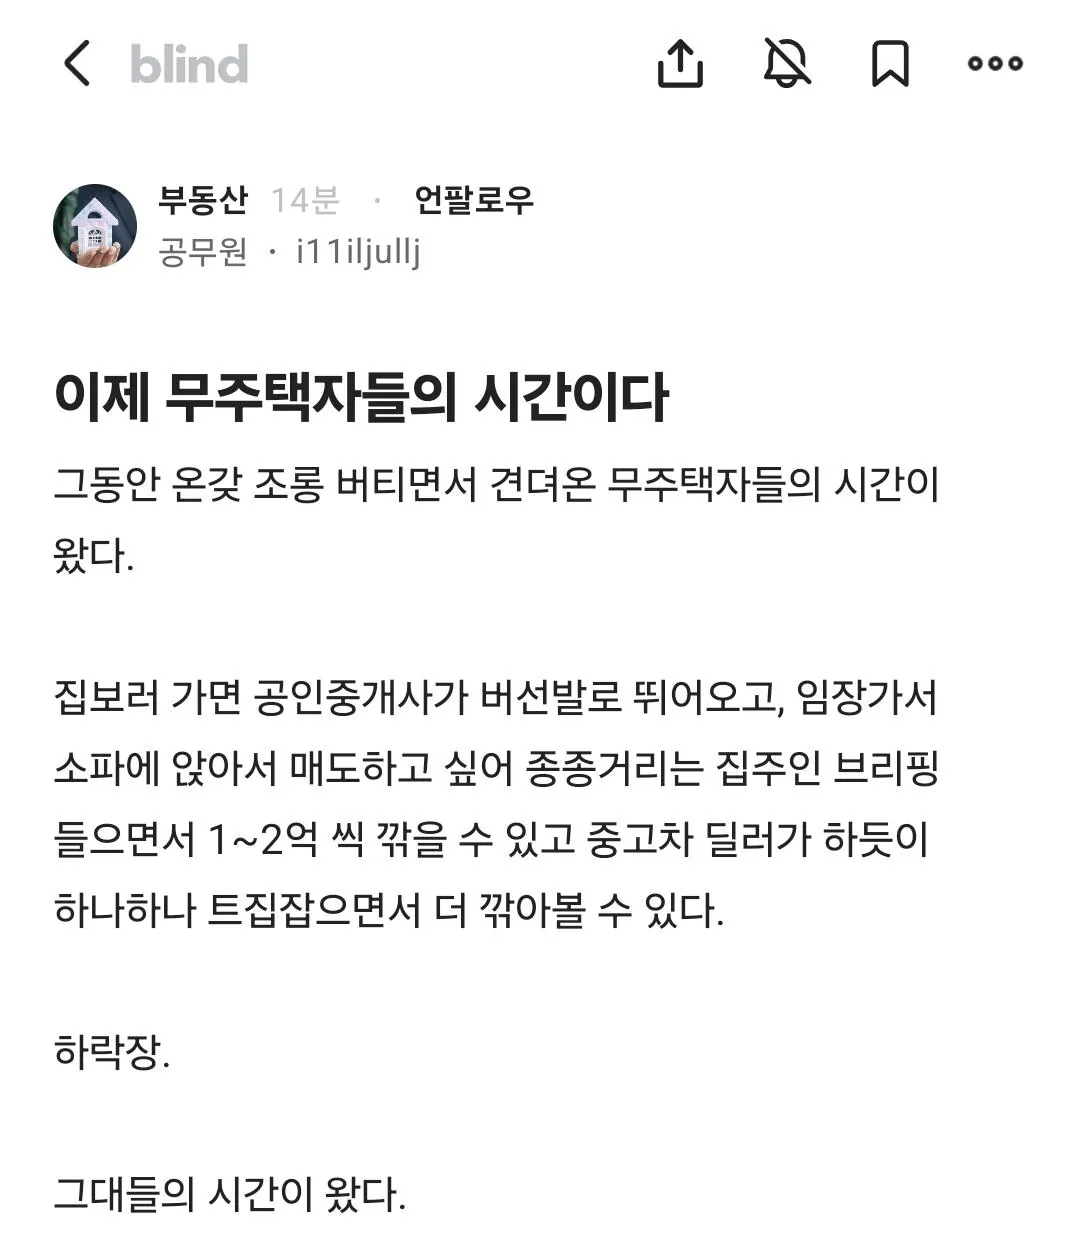 blind
부동산 14분 · 언팔로우
공무원 · i11iljullj
이제 무주택자들의 시간이다
그동안 온갖 조롱 버티면서 견뎌온 무주택자들의 시간이
왔다.
집보러 가면 공인중개사가 버선발로 뛰어오고, 임장가서
소파에 앉아서 매도하고 싶어 종종거리는 집주인 브리핑
들으면서 1~2억 씩 깎을 수 있고 중고차 딜러가 하듯이
하나하나 트집잡으면서 더 깎아볼 수 있다.
하락장.
그대들의 시간이 왔다.